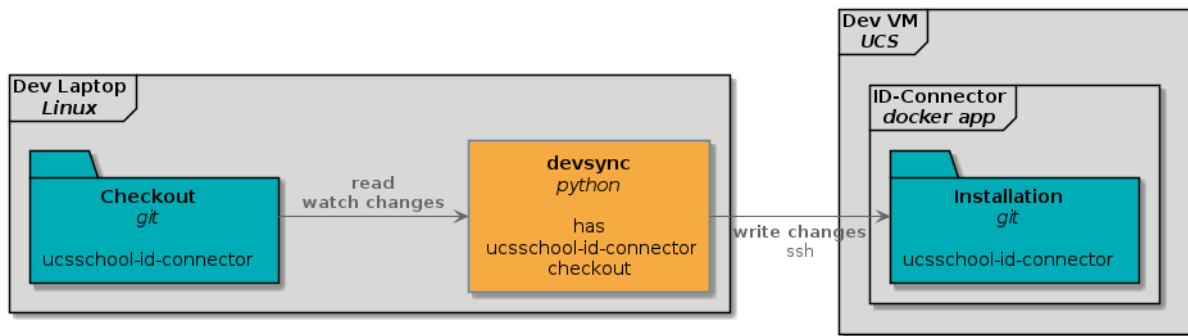 Dev Laptop
Linux
Checkout
git
ucsschool-id-connector
read
watch changes
devsync
python
has
ucsschool-id-connector
checkout
write changes
ssh
Dev VM
UCS
ID-Connector
docker app
Installation
git
ucsschool-id-connector